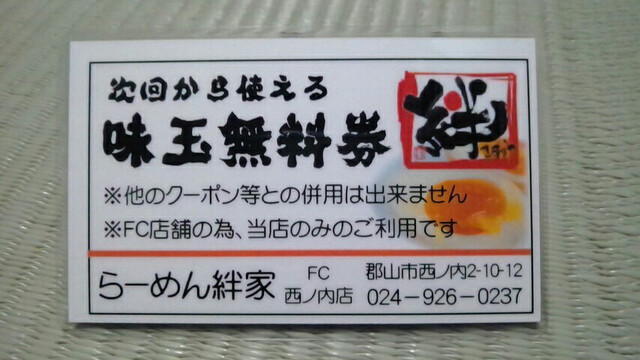 次回から使える
味玉無料券
絆
※他のクーポン等との併用は出来ません
※FC店舗の為、当店のみのご利用です
らーめん絆家
FC
西ノ内店
郡山市西ノ内2-10-12
024-926-0237